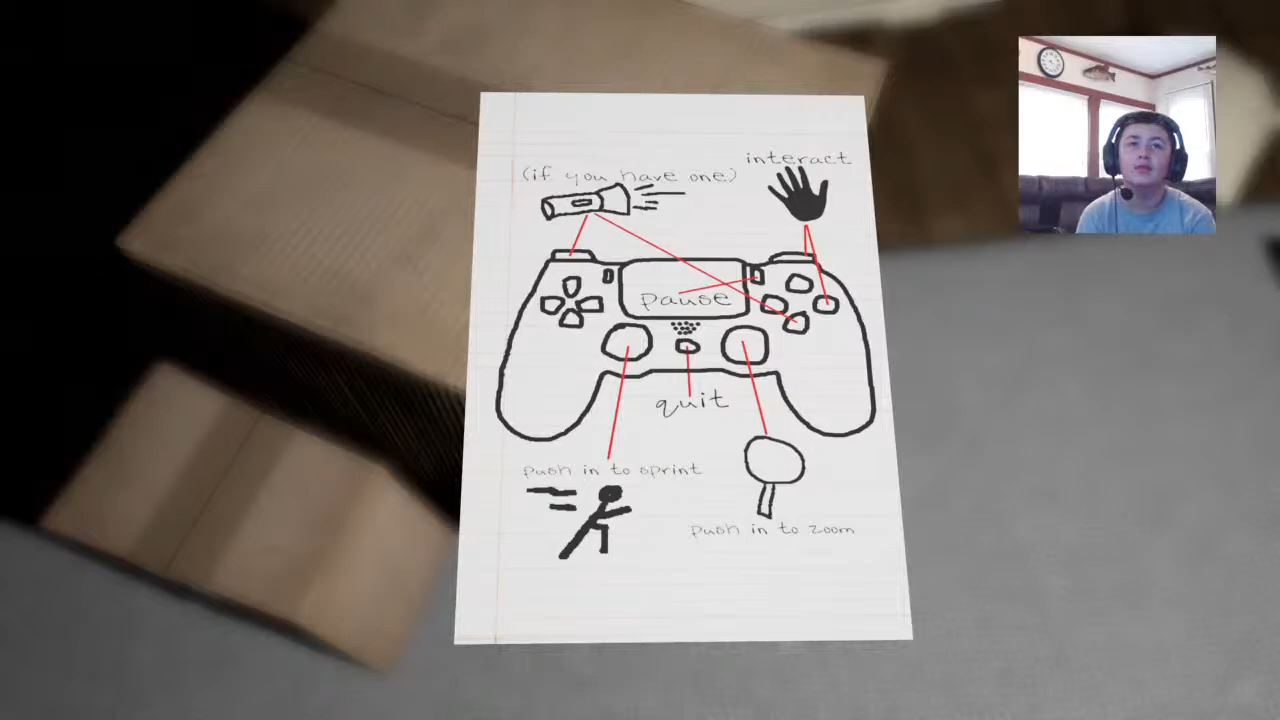 interact
(if you have one)
pause
quit
push in to sprint
push in to zoom